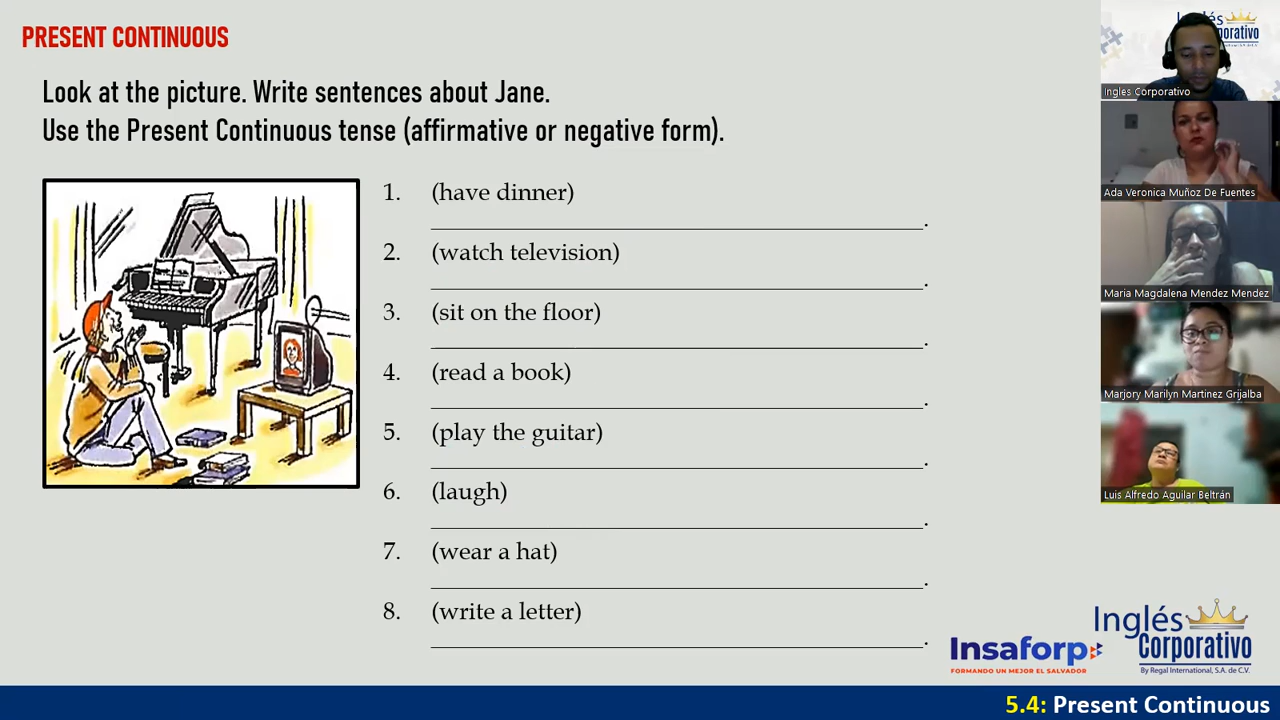 PRESENT CONTINUOUS
Look at the picture. Write sentences about Jane.
Use the Present Continuous tense (affirmative or negative form).
1. (have dinner)
.
2. (watch television)
.
3. (sit on the floor)
.
4. (read a book)
.
5. (play the guitar)
.
6. (laugh)
.
7. (wear a hat)
.
8. (write a letter)
.
Ingles Corporativo
Ada Veronica Muñoz De Fuentes
Maria Magdalena Mendez Mendez
Marjory Marilyn Martinez Grijalba
Luis Alfredo Aguilar Beltrán
Insaforp
FORMANDO UN MEJOR EL SALVADOR
Inglés
Corporativo
By Regal International, S.A. de C.V.
5.4: Present Continuous